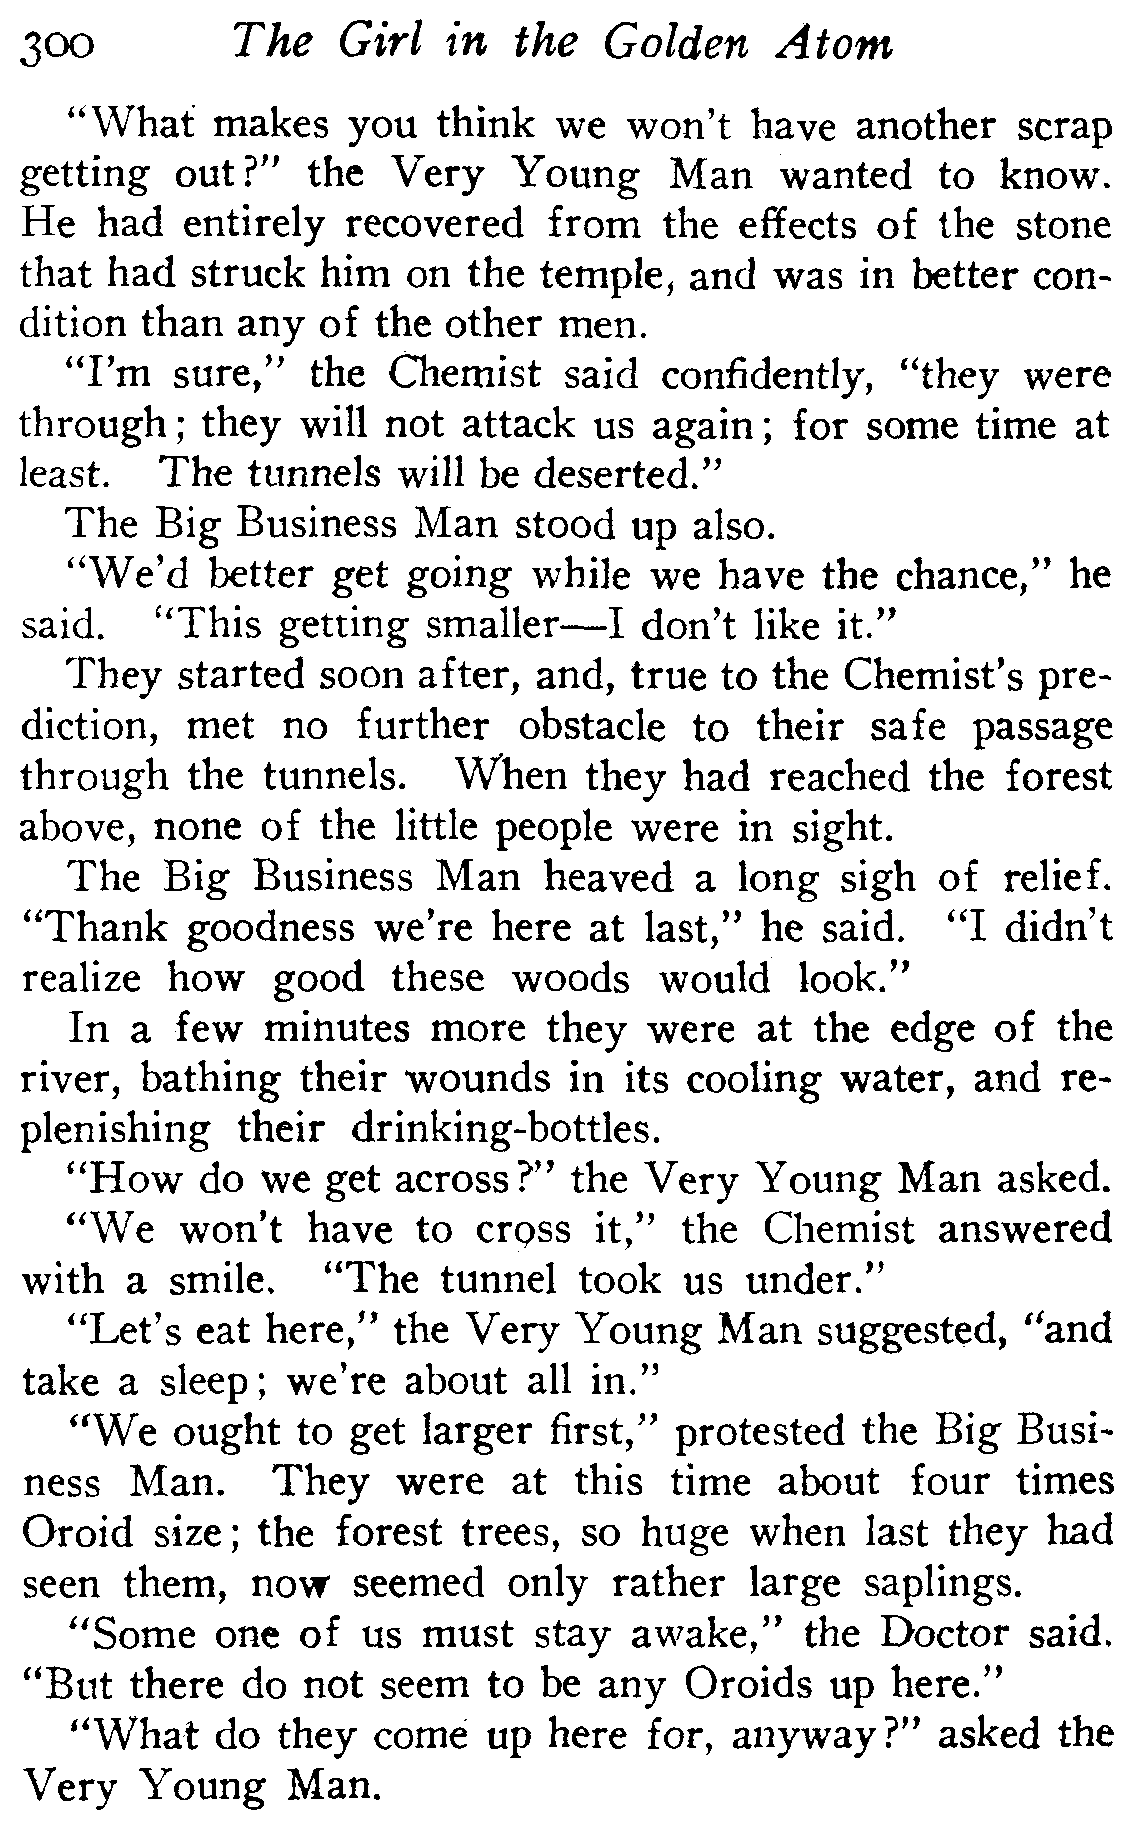 300 The Girl in the Golden Atom
"What makes you think we won't have another scrap
getting out?" the Very Young Man wanted to know.
He had entirely recovered from the effects of the stone
that had struck him on the temple, and was in better con-
dition than any of the other men.
"I'm sure," the Chemist said confidently, "they were
through; they will not attack us again; for some time at
least. The tunnels will be deserted."
The Big Business Man stood up also.
"We'd better get going while we have the chance," he
said. "This getting smaller—I don't like it."
They started soon after, and, true to the Chemist's pre-
diction, met no further obstacle to their safe passage
through the tunnels. When they had reached the forest
above, none of the little people were in sight.
The Big Business Man heaved a long sigh of relief.
"Thank goodness we're here at last," he said. "I didn't
realize how good these woods would look."
In a few minutes more they were at the edge of the
river, bathing their wounds in its cooling water, and re-
plenishing their drinking-bottles.
"How do we get across?" the Very Young Man asked.
"We won't have to cross it," the Chemist answered
with a smile. "The tunnel took us under."
"Let's eat here," the Very Young Man suggested, "and
take a sleep; we're about all in."
"We ought to get larger first," protested the Big Busi-
ness Man. They were at this time about four times
Oroid size; the forest trees, so huge when last they had
seen them, now seemed only rather large saplings.
"Some one of us must stay awake," the Doctor said.
"But there do not seem to be any Oroids up here."
"What do they come up here for, anyway?" asked the
Very Young Man.